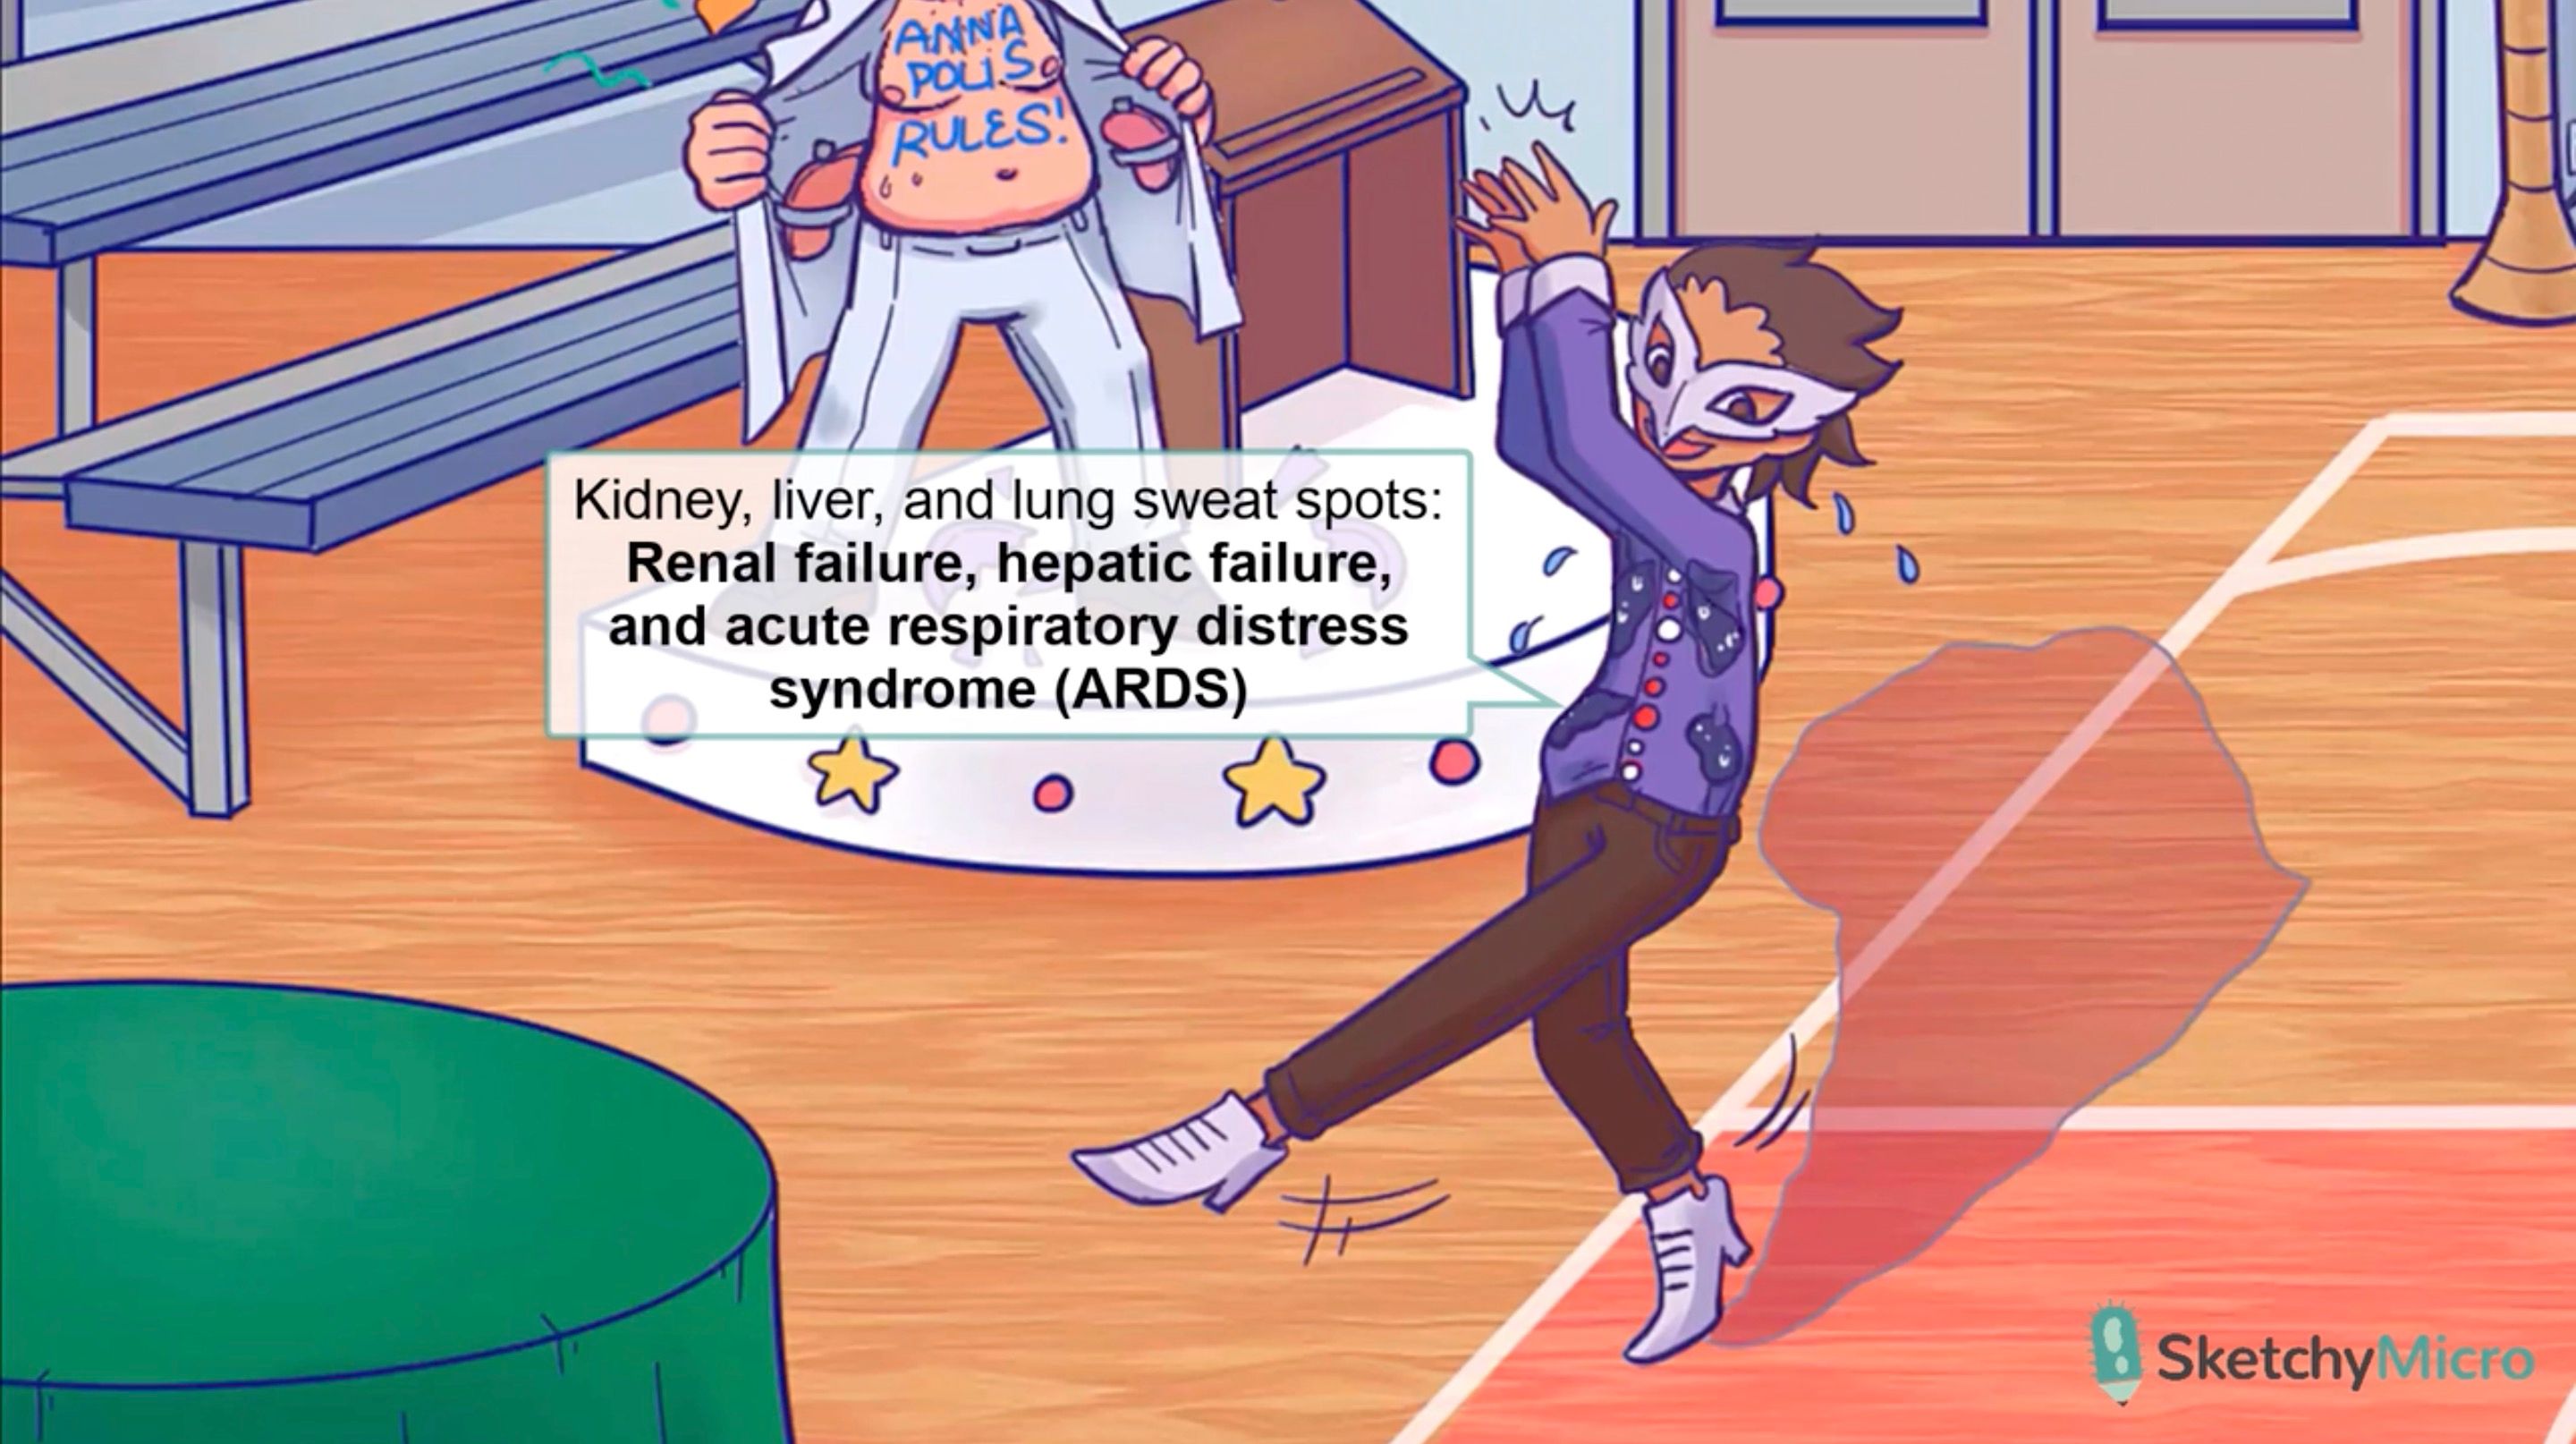 ANNA
POLIS
RULES!
Kidney, liver, and lung sweat spots:
Renal failure, hepatic failure,
and acute respiratory distress
syndrome (ARDS)
SketchyMicro